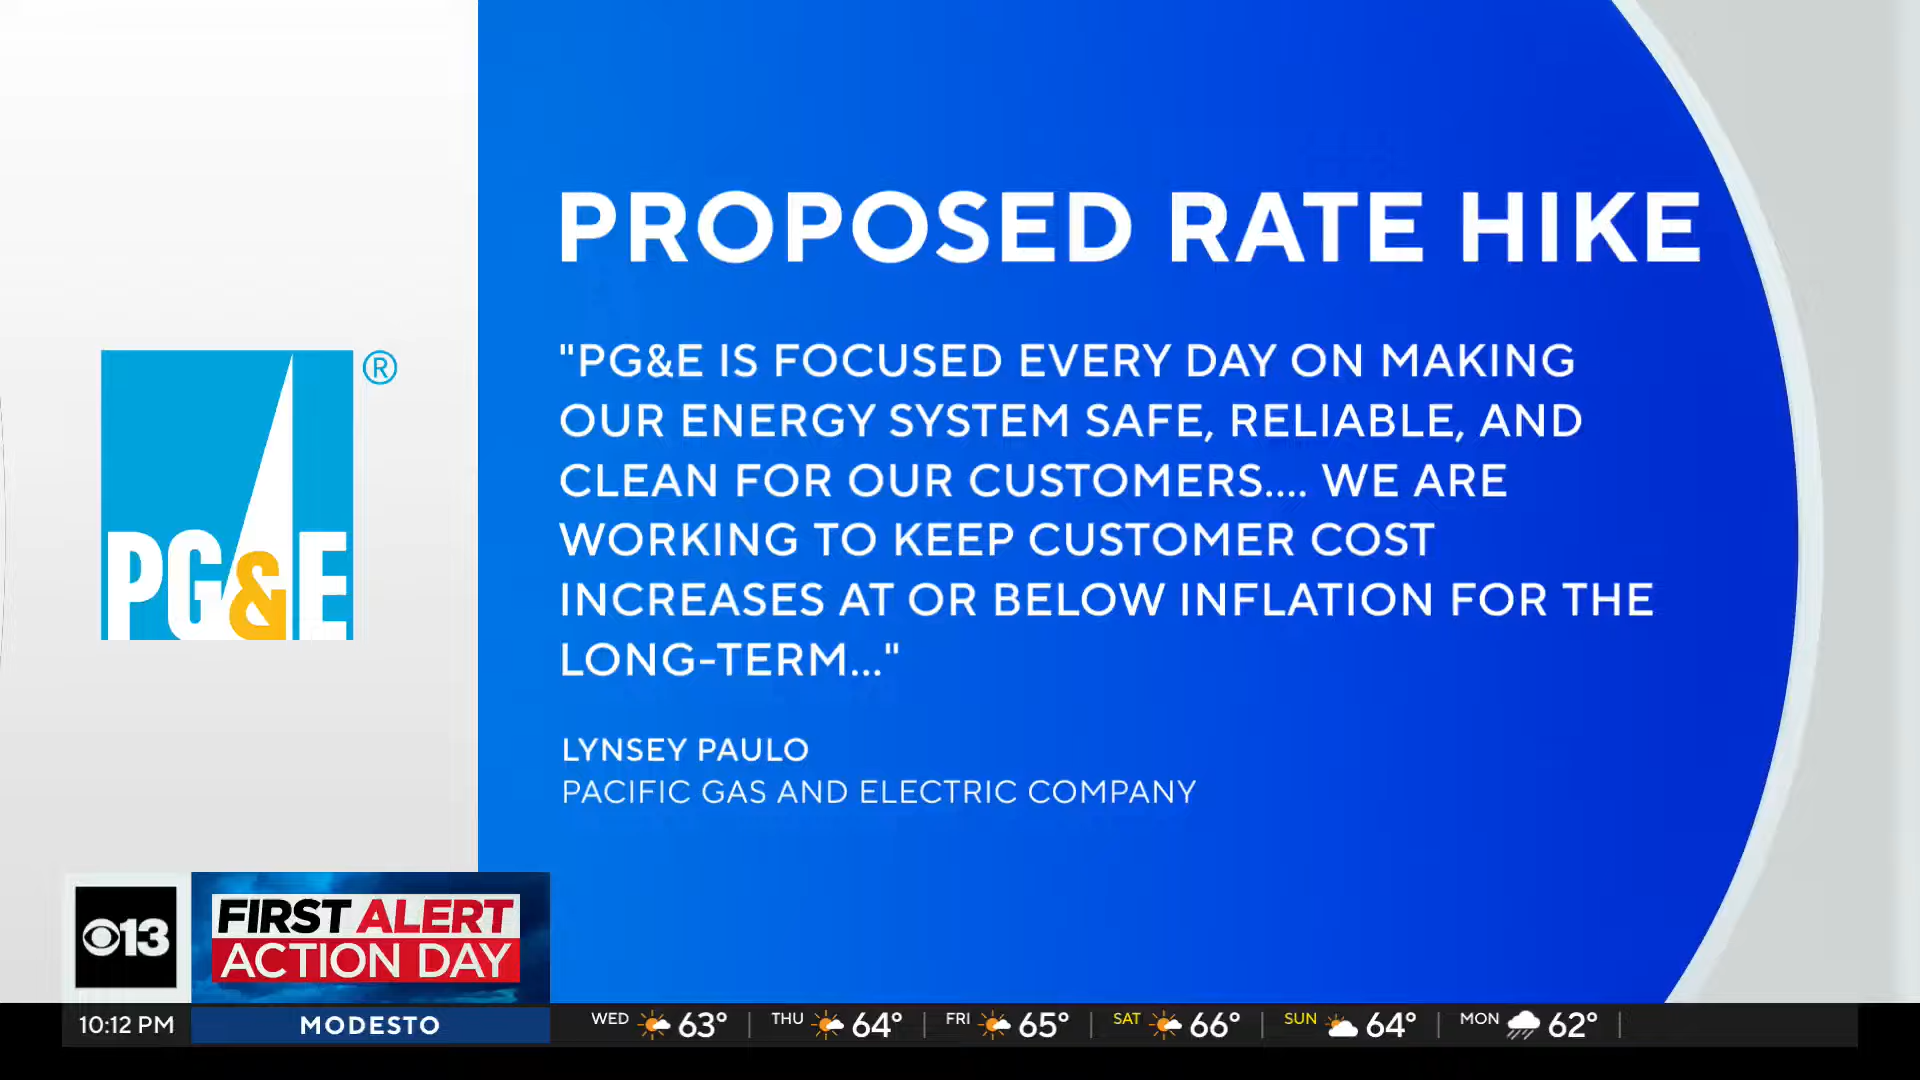 PROPOSED RATE HIKE
"PG&E IS FOCUSED EVERY DAY ON MAKING
OUR ENERGY SYSTEM SAFE, RELIABLE, AND
CLEAN FOR OUR CUSTOMERS.... WE ARE
WORKING TO KEEP CUSTOMER COST
INCREASES AT OR BELOW INFLATION FOR THE
LONG-TERM..."
LYNSEY PAULO
PACIFIC GAS AND ELECTRIC COMPANY
PG&E ®
13
FIRST ALERT
ACTION DAY
10:12 PM
MODESTO
WED 63° | THU 64° | FRI 65° | SAT 66° | SUN 64° | MON 62° |